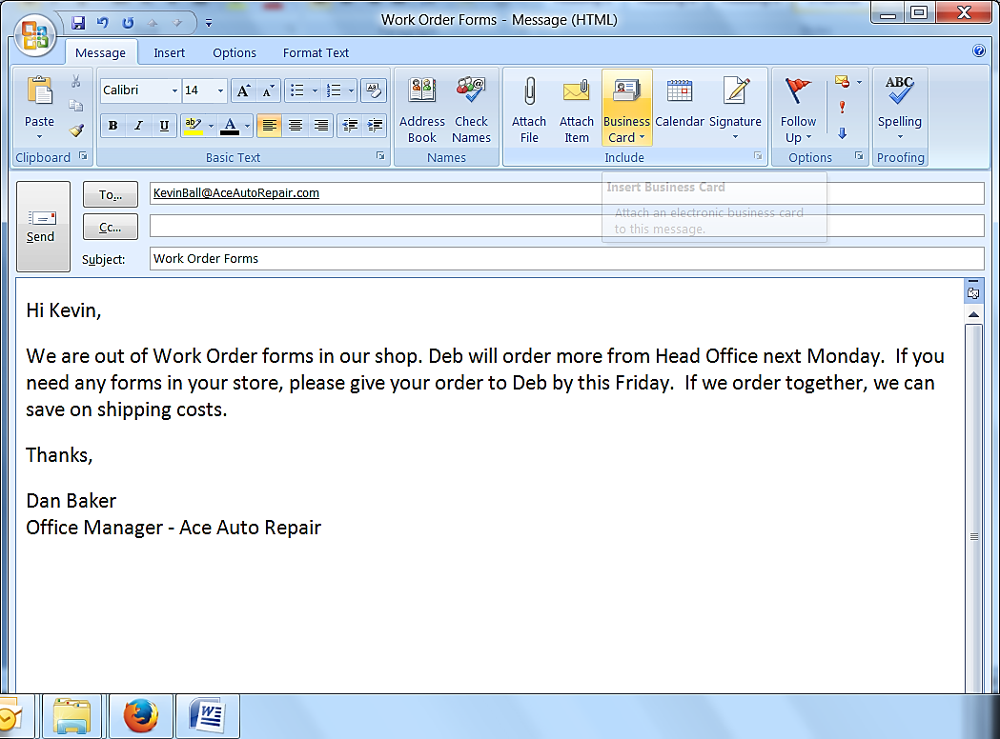 Work Order Forms - Message (HTML)
Message Insert Options Format Text
Calibri 14
Paste
B I U ab A
Address Book
Check Names
Attach File
Attach Item
Business Card
Calendar
Signature
Follow Up
ABC
Spelling
Clipboard Basic Text Names Include Options Proofing
Send
To... KevinBall@AceAutoRepair.com
Cc...
Subject: Work Order Forms
Insert Business Card
Attach an electronic business card
to this message.
Hi Kevin,
We are out of Work Order forms in our shop. Deb will order more from Head Office next Monday.  If you
need any forms in your store, please give your order to Deb by this Friday.  If we order together, we can
save on shipping costs.
Thanks,
Dan Baker
Office Manager - Ace Auto Repair